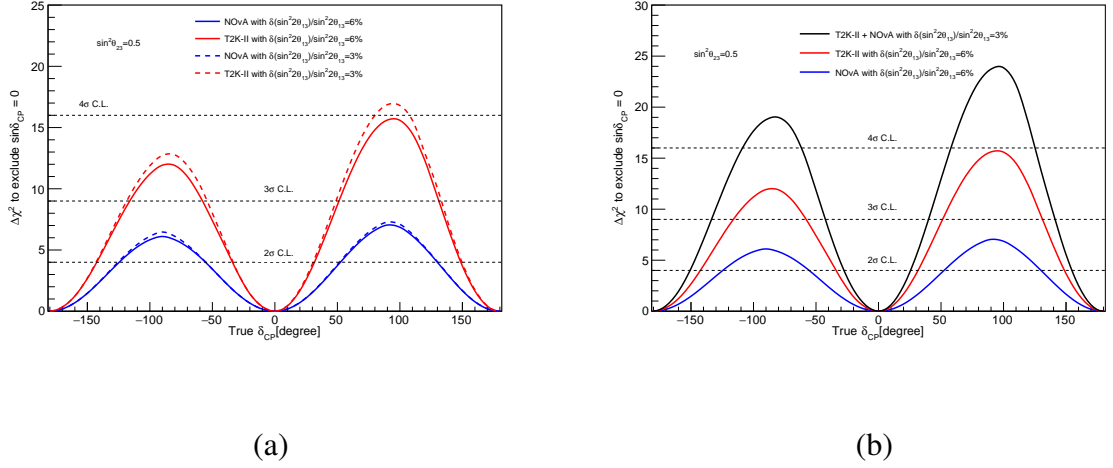 25
20
15
10
5
0
Δχ² to exclude sinδCP = 0
sin²θ23=0.5
NOvA with δ(sin²2θ13)/sin²2θ13=6%
T2K-II with δ(sin²2θ13)/sin²2θ13=6%
NOvA with δ(sin²2θ13)/sin²2θ13=3%
T2K-II with δ(sin²2θ13)/sin²2θ13=3%
4σ C.L.
3σ C.L.
2σ C.L.
−150 −100 −50 0 50 100 150
True δCP[degree]
(a)
30
25
20
15
10
5
0
Δχ² to exclude sinδCP = 0
sin²θ23=0.5
T2K-II + NOvA with δ(sin²2θ13)/sin²2θ13=3%
T2K-II with δ(sin²2θ13)/sin²2θ13=6%
NOvA with δ(sin²2θ13)/sin²2θ13=6%
4σ C.L.
3σ C.L.
2σ C.L.
−150 −100 −50 0 50 100 150
True δCP[degree]
(b)